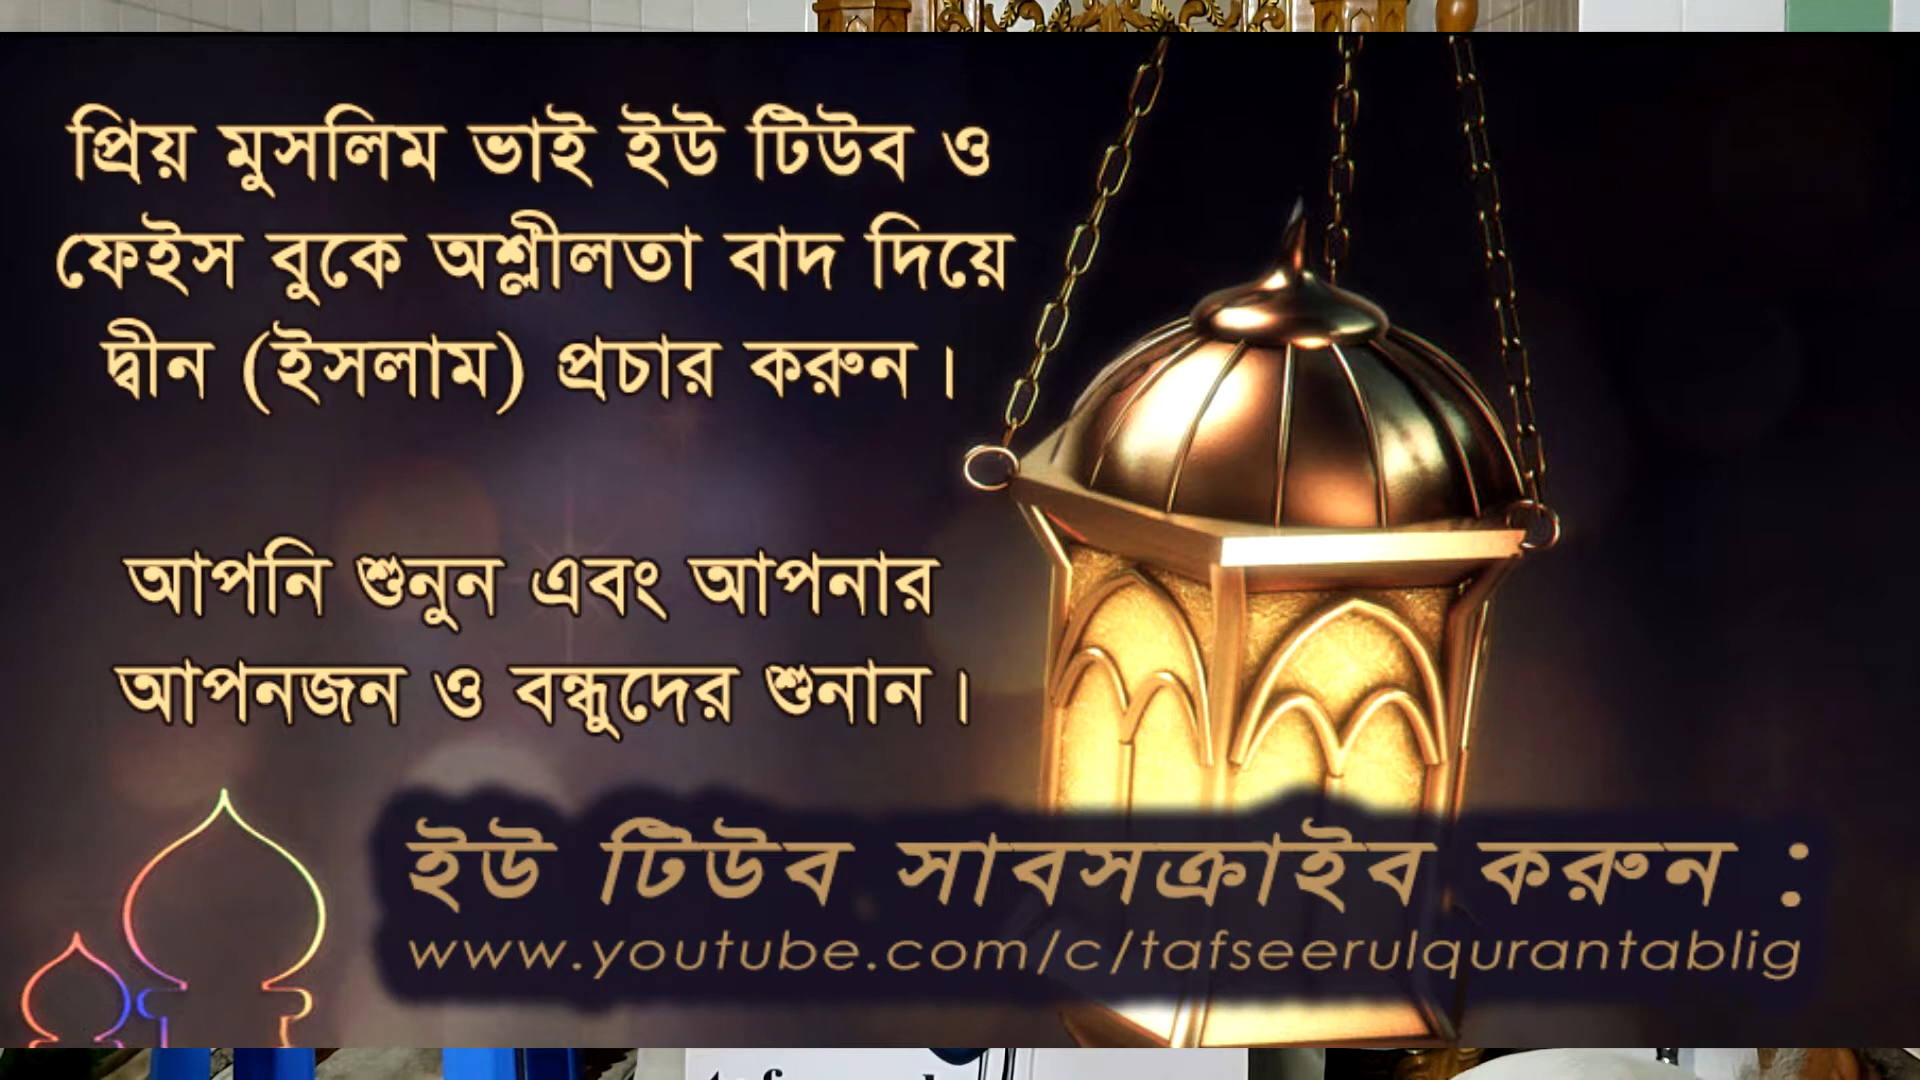 প্রিয় মুসলিম ভাই ইউ টিউব ও
ফেইস বুকে অশ্লীলতা বাদ দিয়ে
দ্বীন (ইসলাম) প্রচার করুন।
আপনি শুনুন এবং আপনার
আপনজন ও বন্ধুদের শুনান।
ইউ টিউব সাবসক্রাইব করুন :
www.youtube.com/c/tafseerulqurantablig